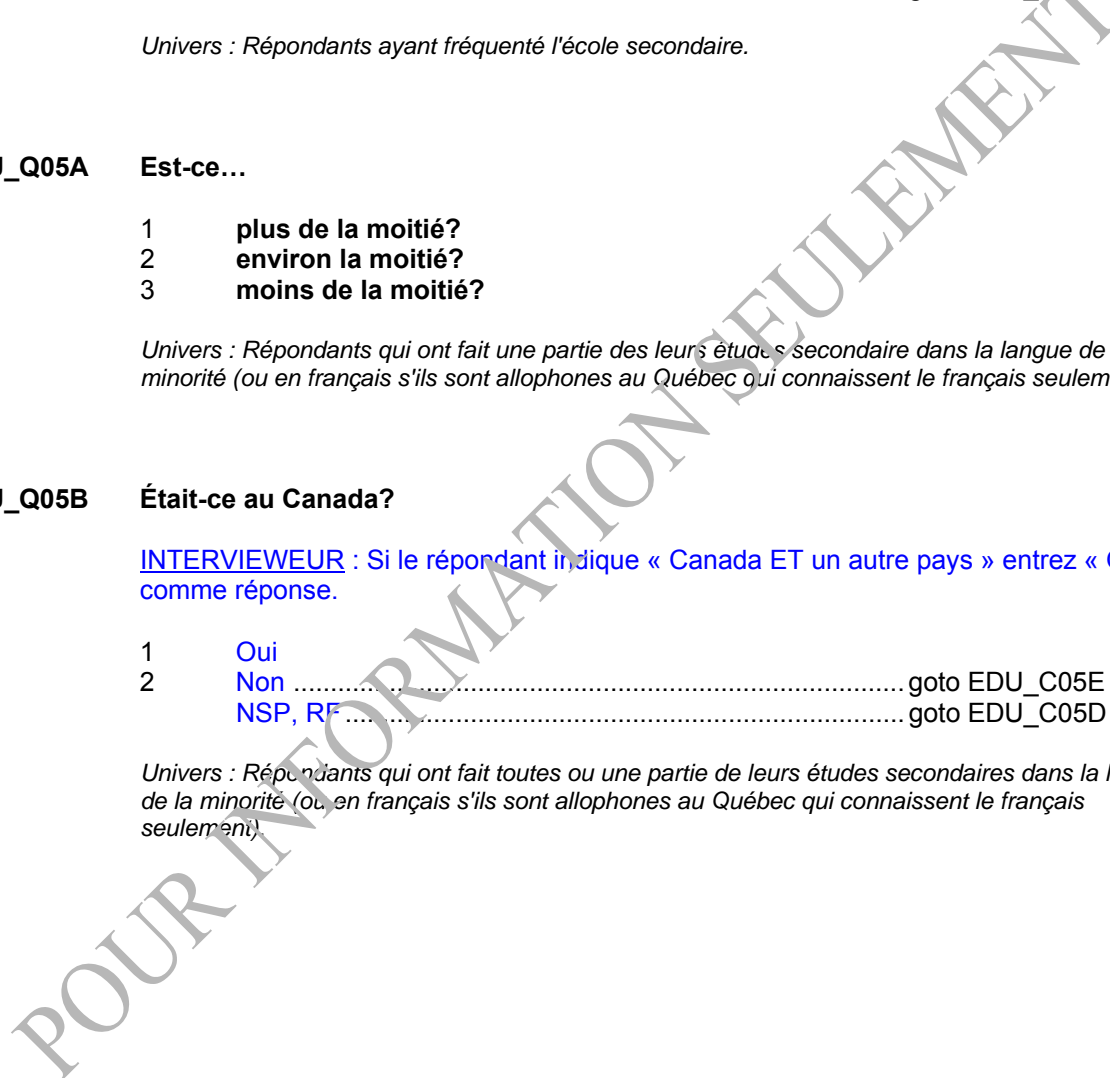 Univers : Répondants ayant fréquenté l'école secondaire.
_Q05A Est-ce…
1 plus de la moitié?
2 environ la moitié?
3 moins de la moitié?
Univers : Répondants qui ont fait une partie des leurs études secondaire dans la langue de
minorité (ou en français s'ils sont allophones au Québec qui connaissent le français
_Q05B Était-ce au Canada?
INTERVIEWEUR : Si le répondant indique « Canada ET un autre pays » entrez «
comme réponse.
1 Oui
2 Non ................................................................................... goto EDU_C05E
NSP, RF ............................................................................ goto EDU_C05D
Univers : Répondants qui ont fait toutes ou une partie de leurs études secondaires dans la
de la minorité (ou en français s'ils sont allophones au Québec qui connaissent le français
seulement).
POUR INFORMATION SEULEMENT